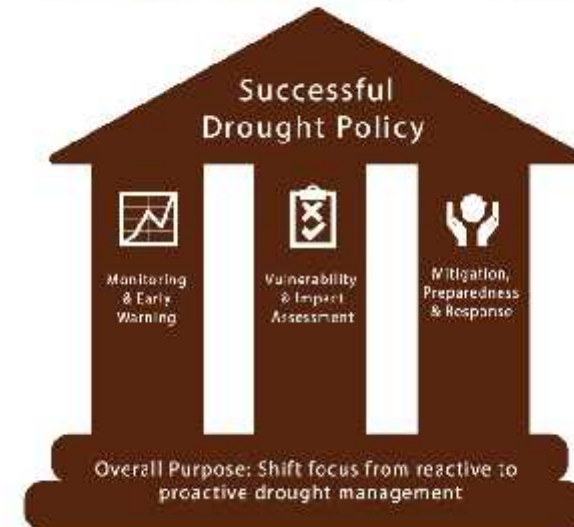 Successful
Drought Policy
Monitoring
& Early
Warning
Vulnerability
& Impact
Assessment
Mitigation,
Preparedness
& Response
Overall Purpose: Shift focus from reactive to
proactive drought management